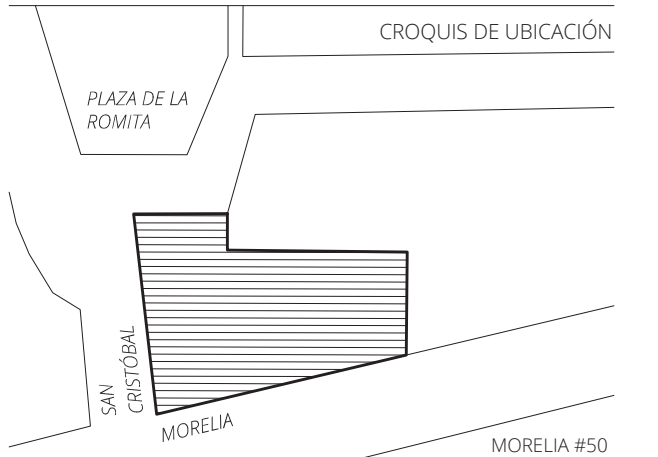 CROQUIS DE UBICACIÓN
PLAZA DE LA
ROMITA
SAN
CRISTÓBAL
MORELIA
MORELIA #50